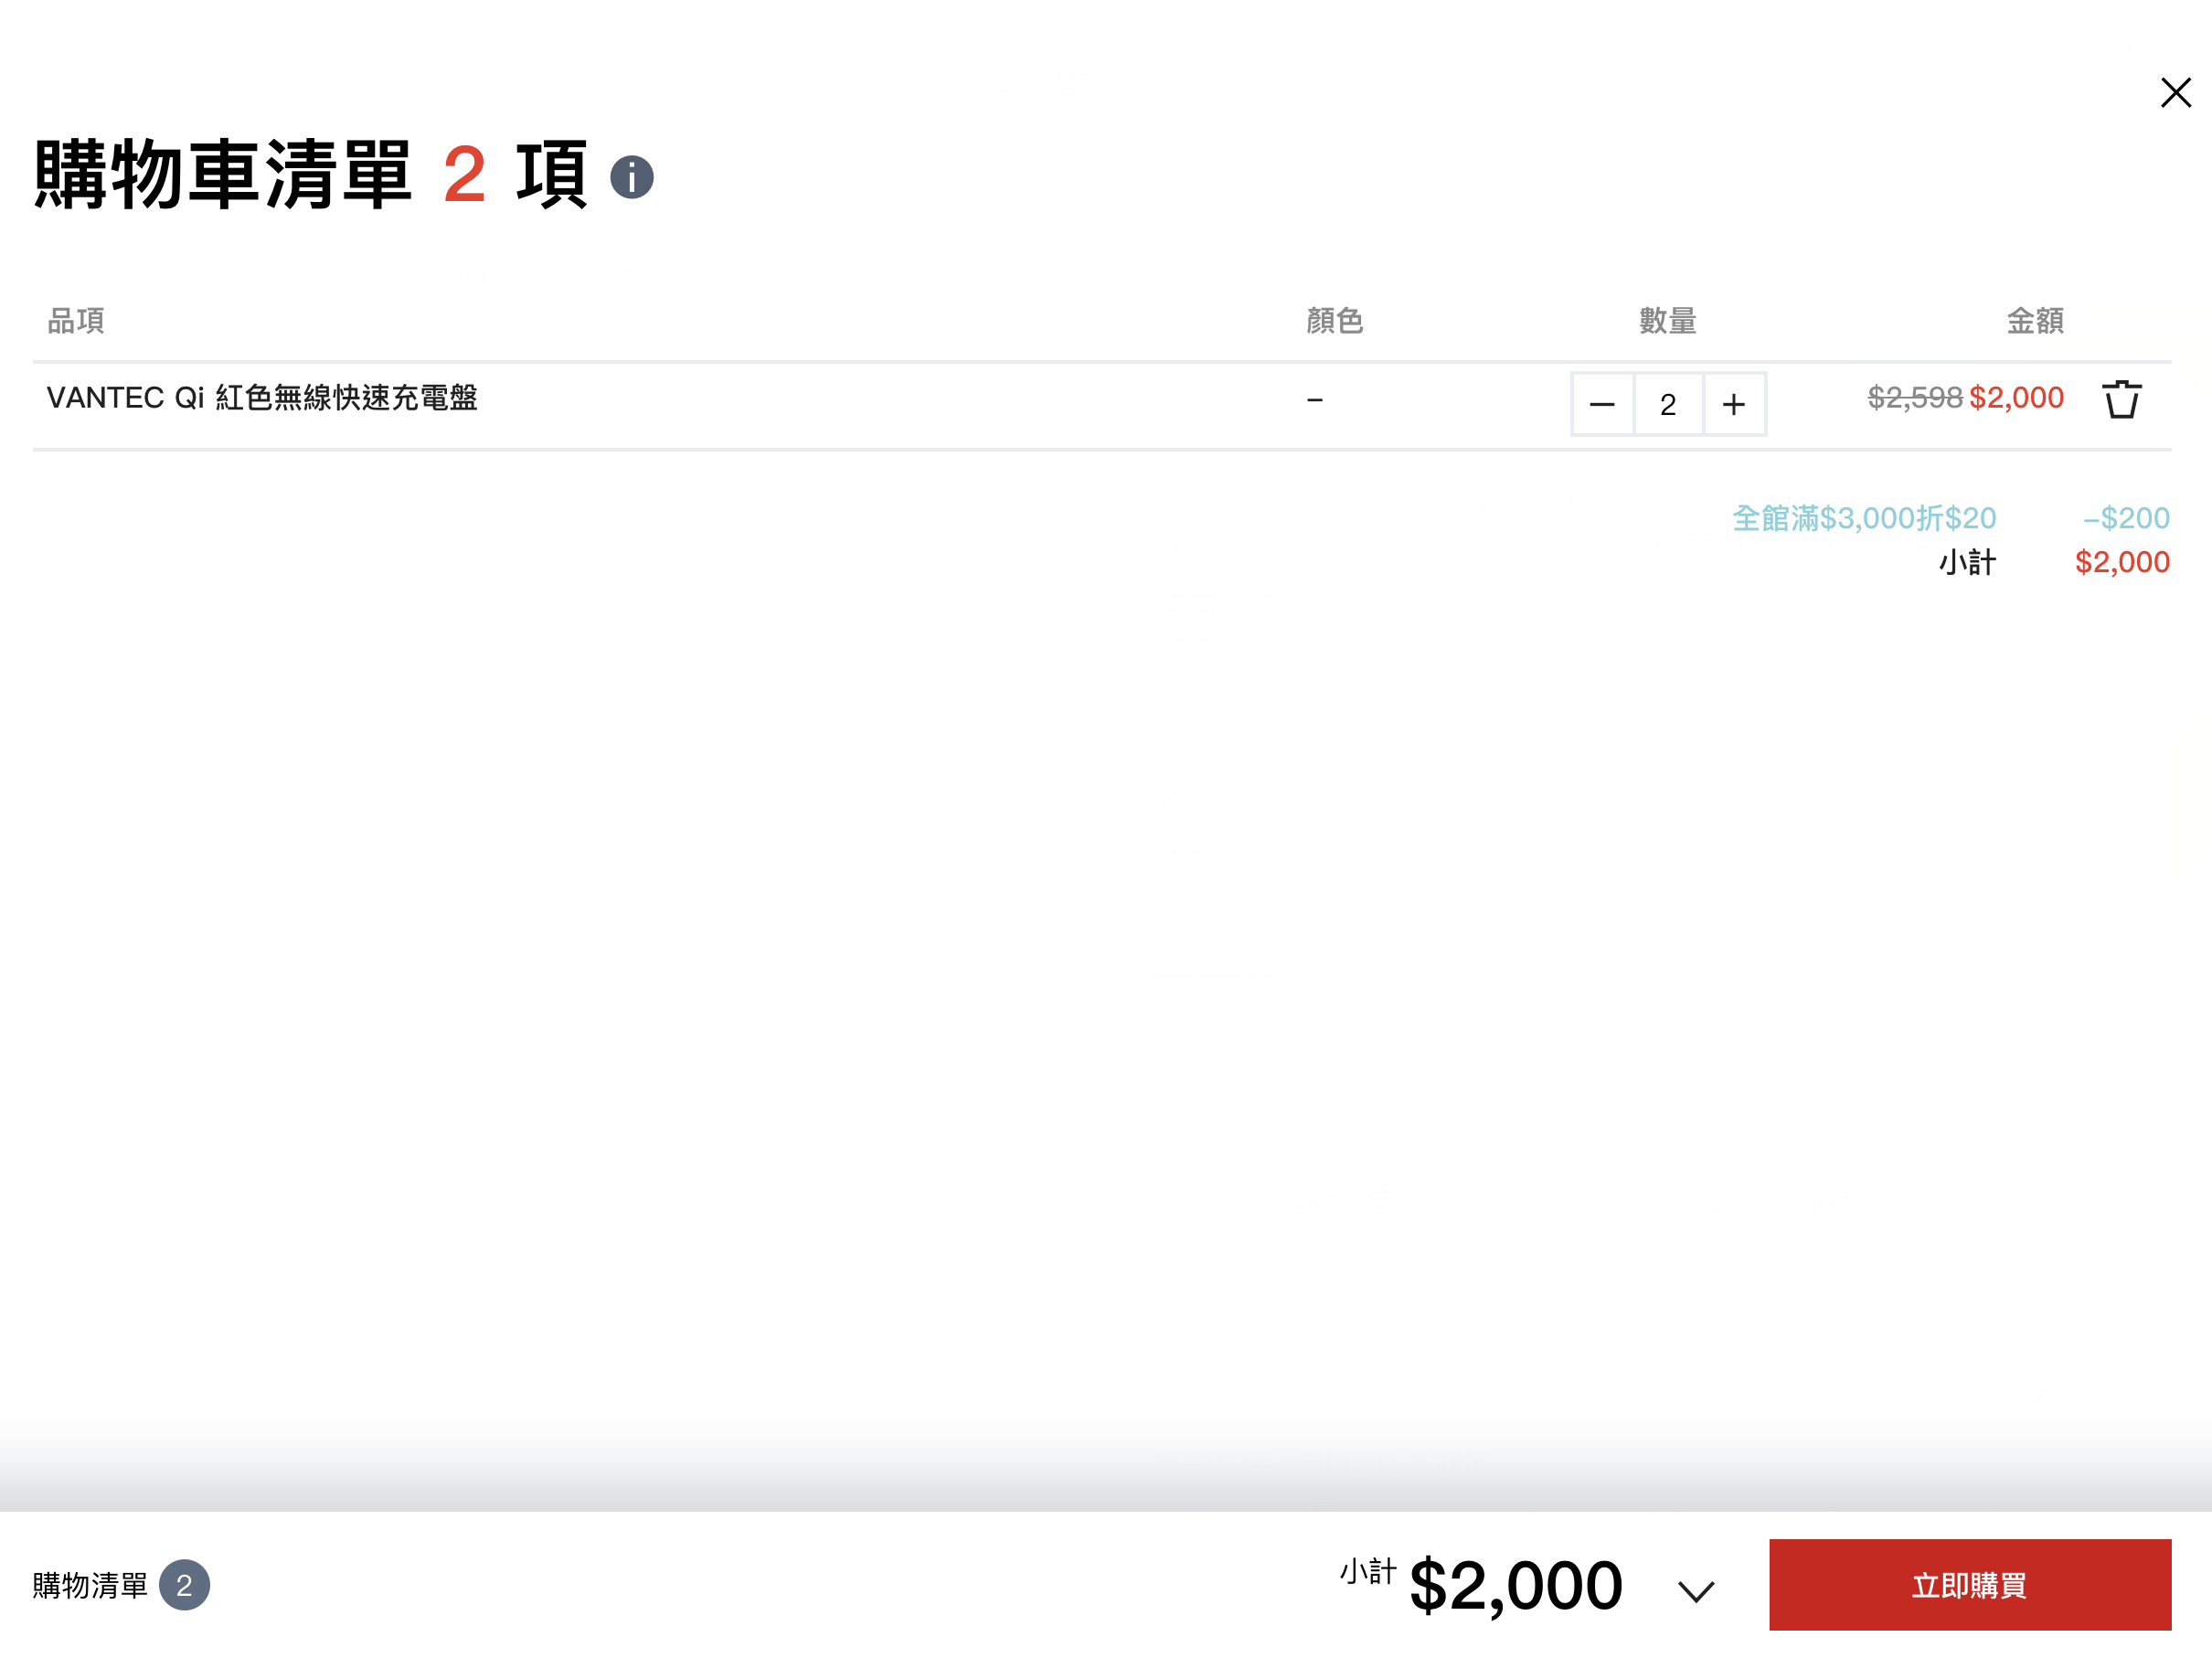 購物車清單 2 項
品項 顏色 數量 金額
VANTEC Qi 紅色無線快速充電盤 – 2 $2,598 $2,000
全館滿$3,000折$20 –$200
小計 $2,000
購物清單 2 小計 $2,000 立即購買